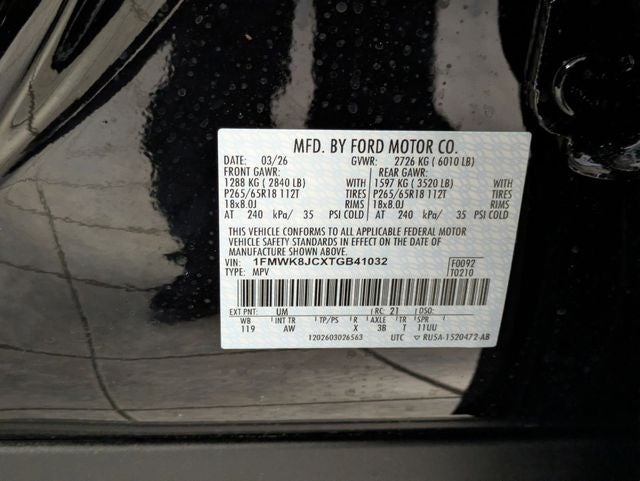 MFD. BY FORD MOTOR CO.
DATE: 03/26 GVWR: 2726 KG ( 6010 LB)
FRONT GAWR: REAR GAWR:
1288 KG ( 2840 LB) WITH 1597 KG ( 3520 LB) WITH
P265/65R18 112T TIRES P265/65R18 112T TIRES
18x8.0J RIMS 18x8.0J RIMS
AT 240 kPa/ 35 PSI COLD AT 240 kPa/ 35 PSI COLD
THIS VEHICLE CONFORMS TO ALL APPLICABLE FEDERAL MOTOR
VEHICLE SAFETY STANDARDS IN EFFECT ON THE DATE OF
MANUFACTURE SHOWN ABOVE.
VIN: 1FMWK8JCXTGB41032 F0092
TYPE: MPV T0210
EXT PNT: UM RC: 21 DSO:
WB INT TR TP/PS R AXLE TR SPR
119 AW X 3B T 11UU
1202603026563 UTC ▽ RU5A-1520472-AB